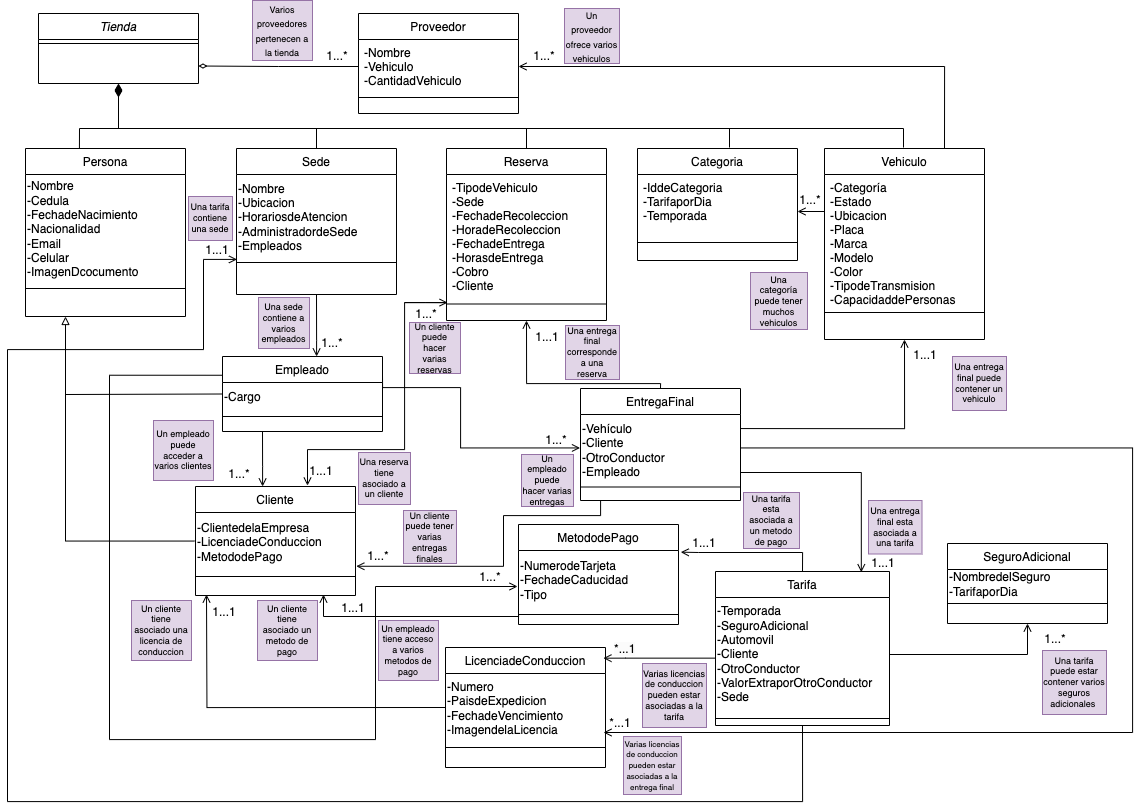 Tienda
Varios
proveedores
pertenecen a
la tienda
1...*
Proveedor
-Nombre
-Vehiculo
-CantidadVehiculo
1...*
Un
proveedor
ofrece varios
vehiculos
Persona
-Nombre
-Cedula
-FechadeNacimiento
-Nacionalidad
-Email
-Celular
-ImagenDcocumento
Una tarifa
contiene
una sede
1...1
Sede
-Nombre
-Ubicacion
-HorariosdeAtencion
-AdministradordeSede
-Empleados
Reserva
-TipodeVehiculo
-Sede
-FechadeRecoleccion
-HoradeRecoleccion
-FechadeEntrega
-HorasdeEntrega
-Cobro
-Cliente
Categoria
-IddeCategoria
-TarifaporDia
-Temporada
1...*
Vehiculo
-Categoría
-Estado
-Ubicacion
-Placa
-Marca
-Modelo
-Color
-TipodeTransmision
-CapacidaddePersonas
Una
categoría
puede tener
muchos
vehiculos
Una sede
contiene a
varios
empleados
1...*
1...*
Un cliente
puede
hacer
varias
reservas
1...1
Una entrega
final
corresponde
a una
reserva
1...1
Una entrega
final puede
contener un
vehiculo
Empleado
-Cargo
EntregaFinal
-Vehículo
-Cliente
-OtroConductor
-Empleado
Un empleado
puede
acceder a
varios clientes
1...*
1...1
Una reserva
tiene
asociado a
un cliente
1...*
Un
empleado
puede
hacer varias
entregas
Cliente
-ClientedelaEmpresa
-LicenciadeConduccion
-MetododePago
Un cliente
puede tener
varias
entregas
finales
1...*
Una tarifa
esta
asociada a
un metodo
de pago
1...1
Una entrega
final esta
asociada a
una tarifa
1...1
MetododePago
-NumerodeTarjeta
-FechadeCaducidad
-Tipo
1...*
SeguroAdicional
-NombredelSeguro
-TarifaporDia
Tarifa
-Temporada
-SeguroAdicional
-Automovil
-Cliente
-OtroConductor
-ValorExtraporOtroConductor
-Sede
Un cliente
tiene
asociado una
licencia de
conduccion
1...1
Un cliente
tiene
asociado un
metodo de
pago
1...1
Un empleado
tiene acceso
a varios
metodos de
pago
LicenciadeConduccion
-Numero
-PaisdeExpedicion
-FechadeVencimiento
-ImagendelaLicencia
*...1
Varias licencias
de conduccion
pueden estar
asociadas a la
tarifa
*...1
Varias licencias
de conduccion
pueden estar
asociadas a la
entrega final
1...*
Una tarifa
puede estar
contener varios
seguros
adicionales